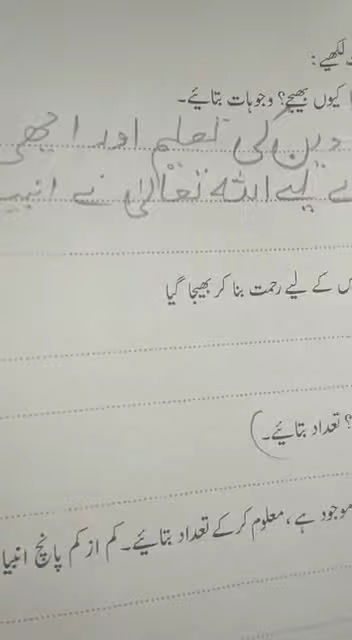 لکھیے :
کیوں بھیجے؟ وجوہات بتائیے۔
دین کی تعلیم اور اچھی
لیے اللہ تعالیٰ نے انبیـ
کے لیے رحمت بنا کر بھیجا گیا
؟ تعداد بتائیے۔
موجود ہے، معلوم کرکے تعداد بتائیے۔ کم از کم پانچ انبیا